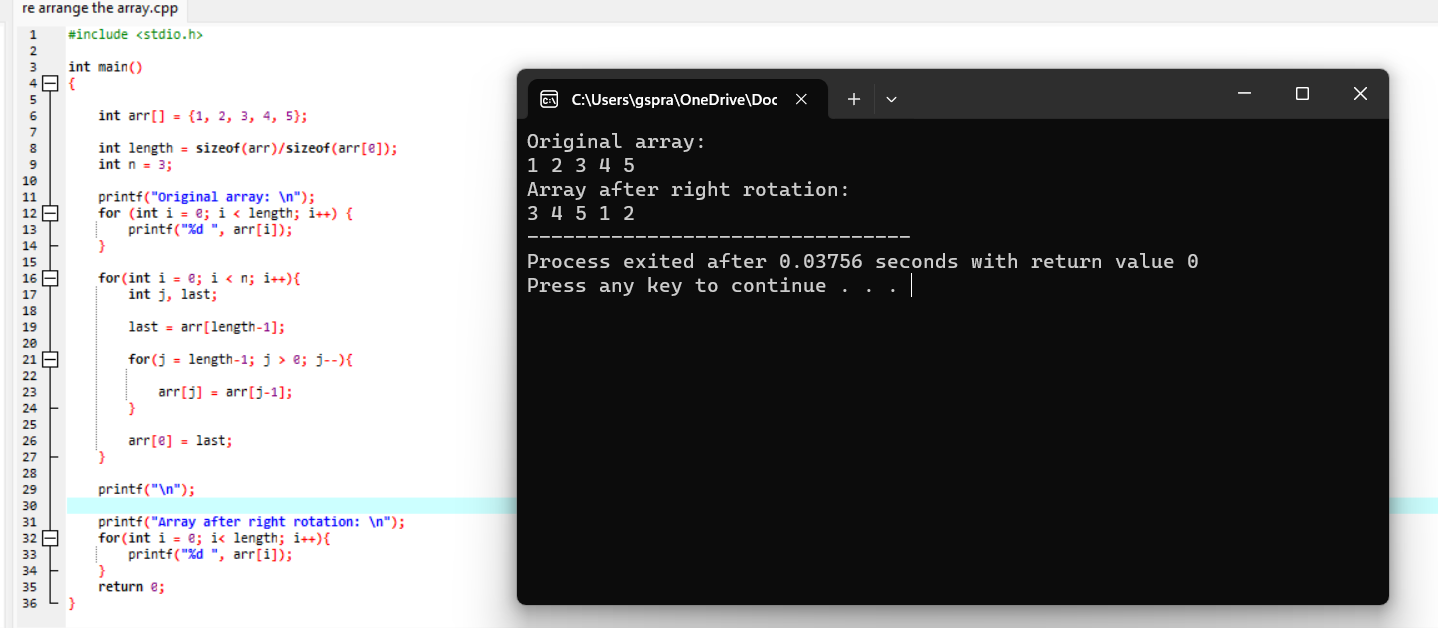 re arrange the array.cpp
1 #include <stdio.h>
2
3 int main()
4 {
5
6 int arr[] = {1, 2, 3, 4, 5};
7
8 int length = sizeof(arr)/sizeof(arr[0]);
9 int n = 3;
10
11 printf("Original array: \n");
12 for (int i = 0; i < length; i++) {
13 printf("%d ", arr[i]);
14 }
15
16 for(int i = 0; i < n; i++){
17 int j, last;
18
19 last = arr[length-1];
20
21 for(j = length-1; j > 0; j--){
22
23 arr[j] = arr[j-1];
24 }
25
26 arr[0] = last;
27 }
28
29 printf("\n");
30
31 printf("Array after right rotation: \n");
32 for(int i = 0; i< length; i++){
33 printf("%d ", arr[i]);
34 }
35 return 0;
36 }
C:\Users\gspra\OneDrive\Doc
Original array:
1 2 3 4 5
Array after right rotation:
3 4 5 1 2
--------------------------------
Process exited after 0.03756 seconds with return value 0
Press any key to continue . . .